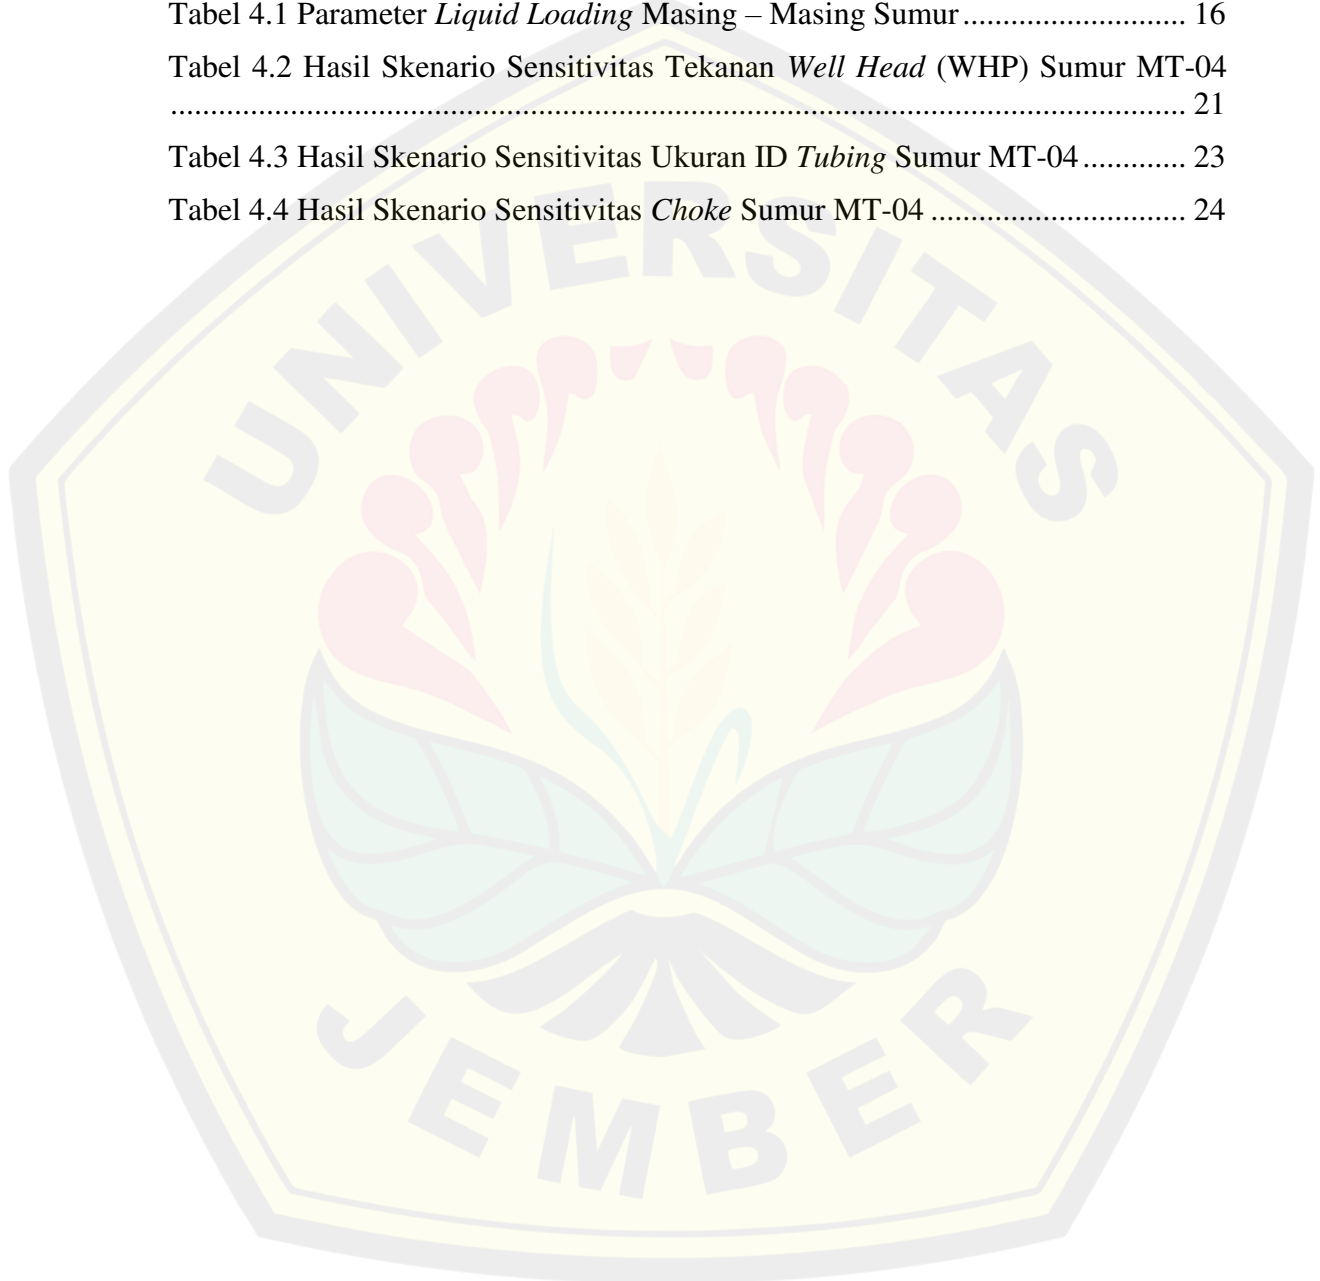 Tabel 4.1 Parameter Liquid Loading Masing – Masing Sumur........................... 16
Tabel 4.2 Hasil Skenario Sensitivitas Tekanan Well Head (WHP) Sumur MT-04
............................................................................................................................. 21
Tabel 4.3 Hasil Skenario Sensitivitas Ukuran ID Tubing Sumur MT-04............. 23
Tabel 4.4 Hasil Skenario Sensitivitas Choke Sumur MT-04 ............................... 24
UNIVERSITAS
JEMBER